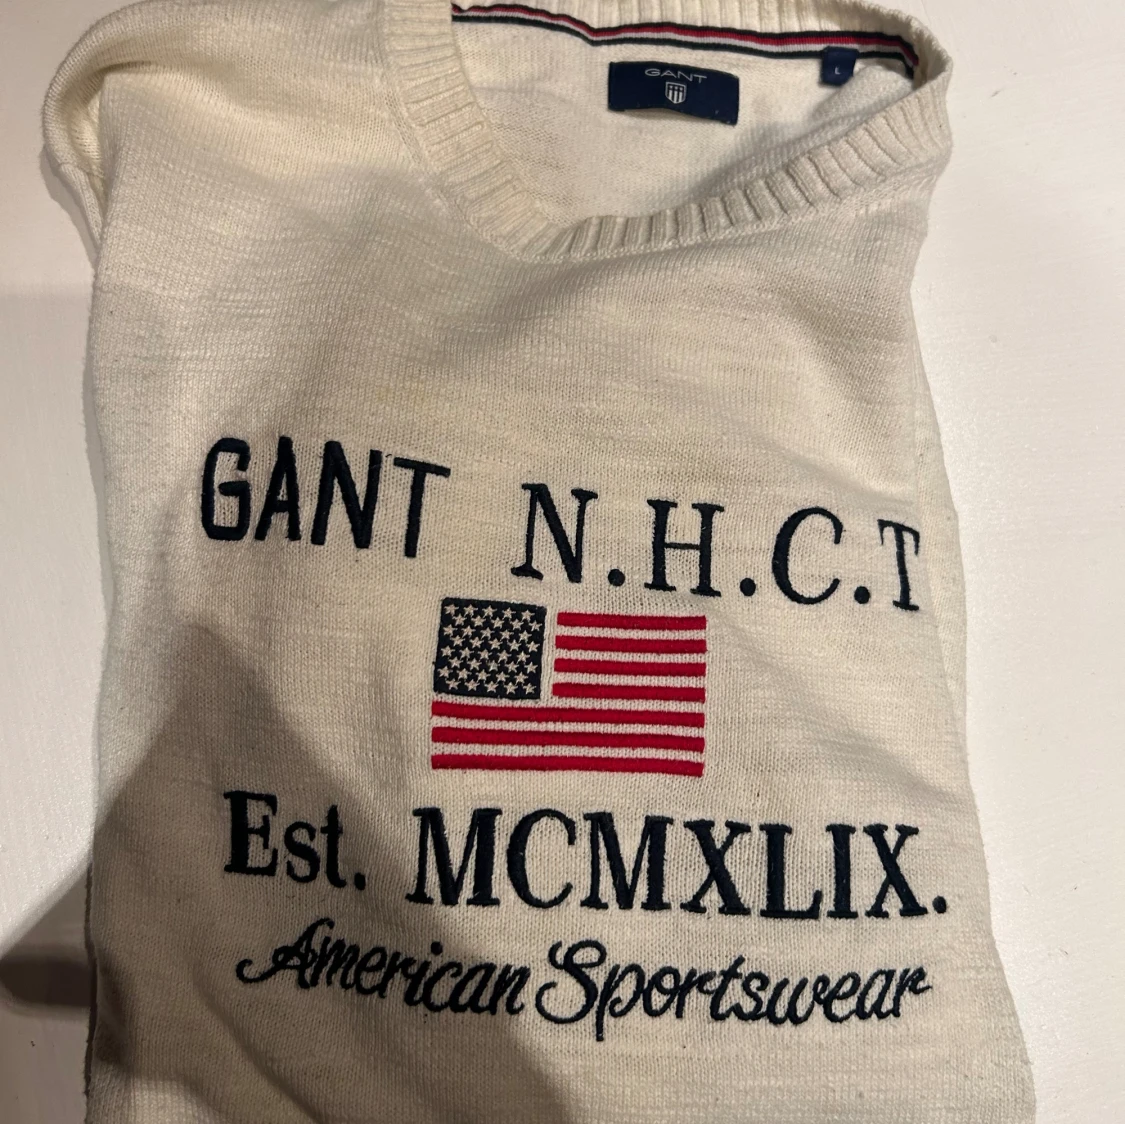 GANT
L
GANT N.H.C.T
Est. MCMXLIX.
American Sportswear